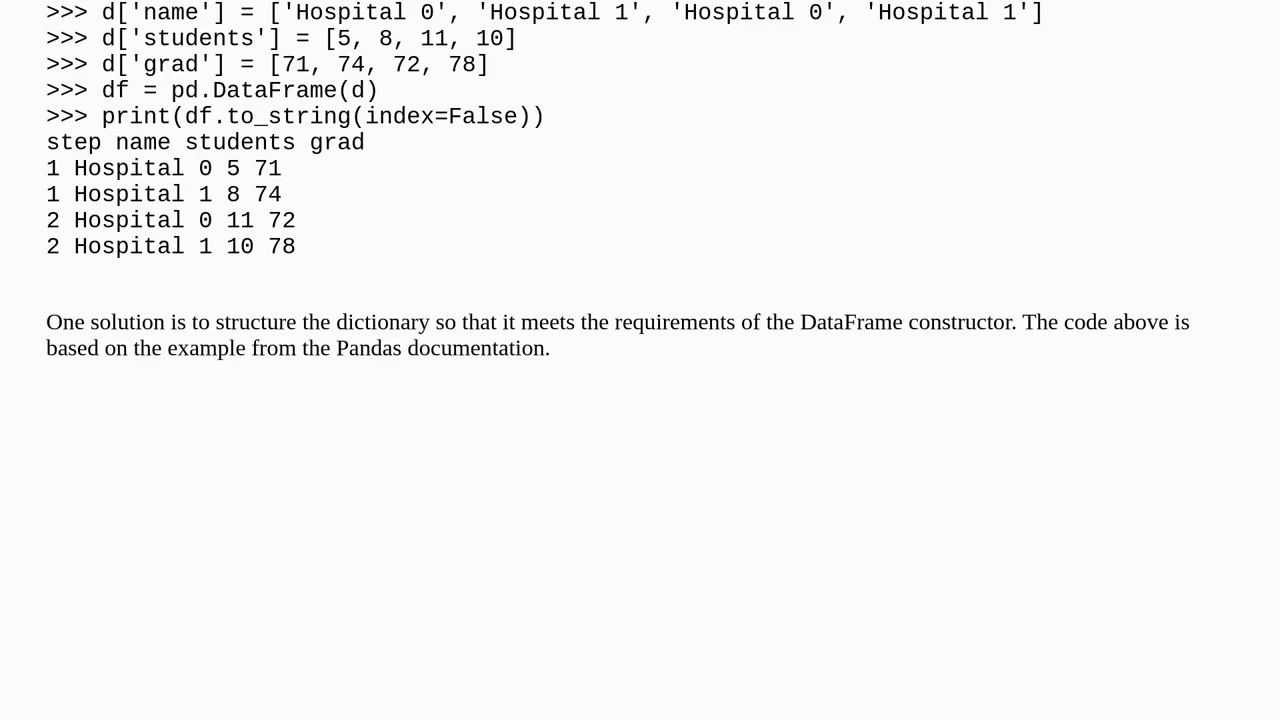 >>> d['name'] = ['Hospital 0', 'Hospital 1', 'Hospital 0', 'Hospital 1']
>>> d['students'] = [5, 8, 11, 10]
>>> d['grad'] = [71, 74, 72, 78]
>>> df = pd.DataFrame(d)
>>> print(df.to_string(index=False))
step name students grad
1 Hospital 0 5 71
1 Hospital 1 8 74
2 Hospital 0 11 72
2 Hospital 1 10 78
One solution is to structure the dictionary so that it meets the requirements of the DataFrame constructor. The code above is
based on the example from the Pandas documentation.